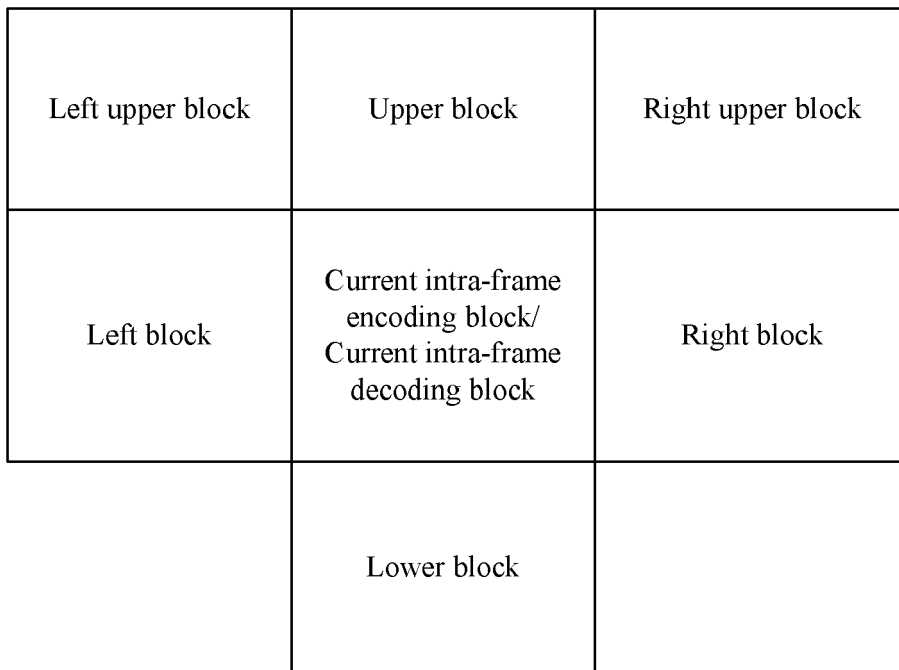 Left upper block
Upper block
Right upper block
Left block
Current intra-frame
encoding block/
Current intra-frame
decoding block
Right block
Lower block